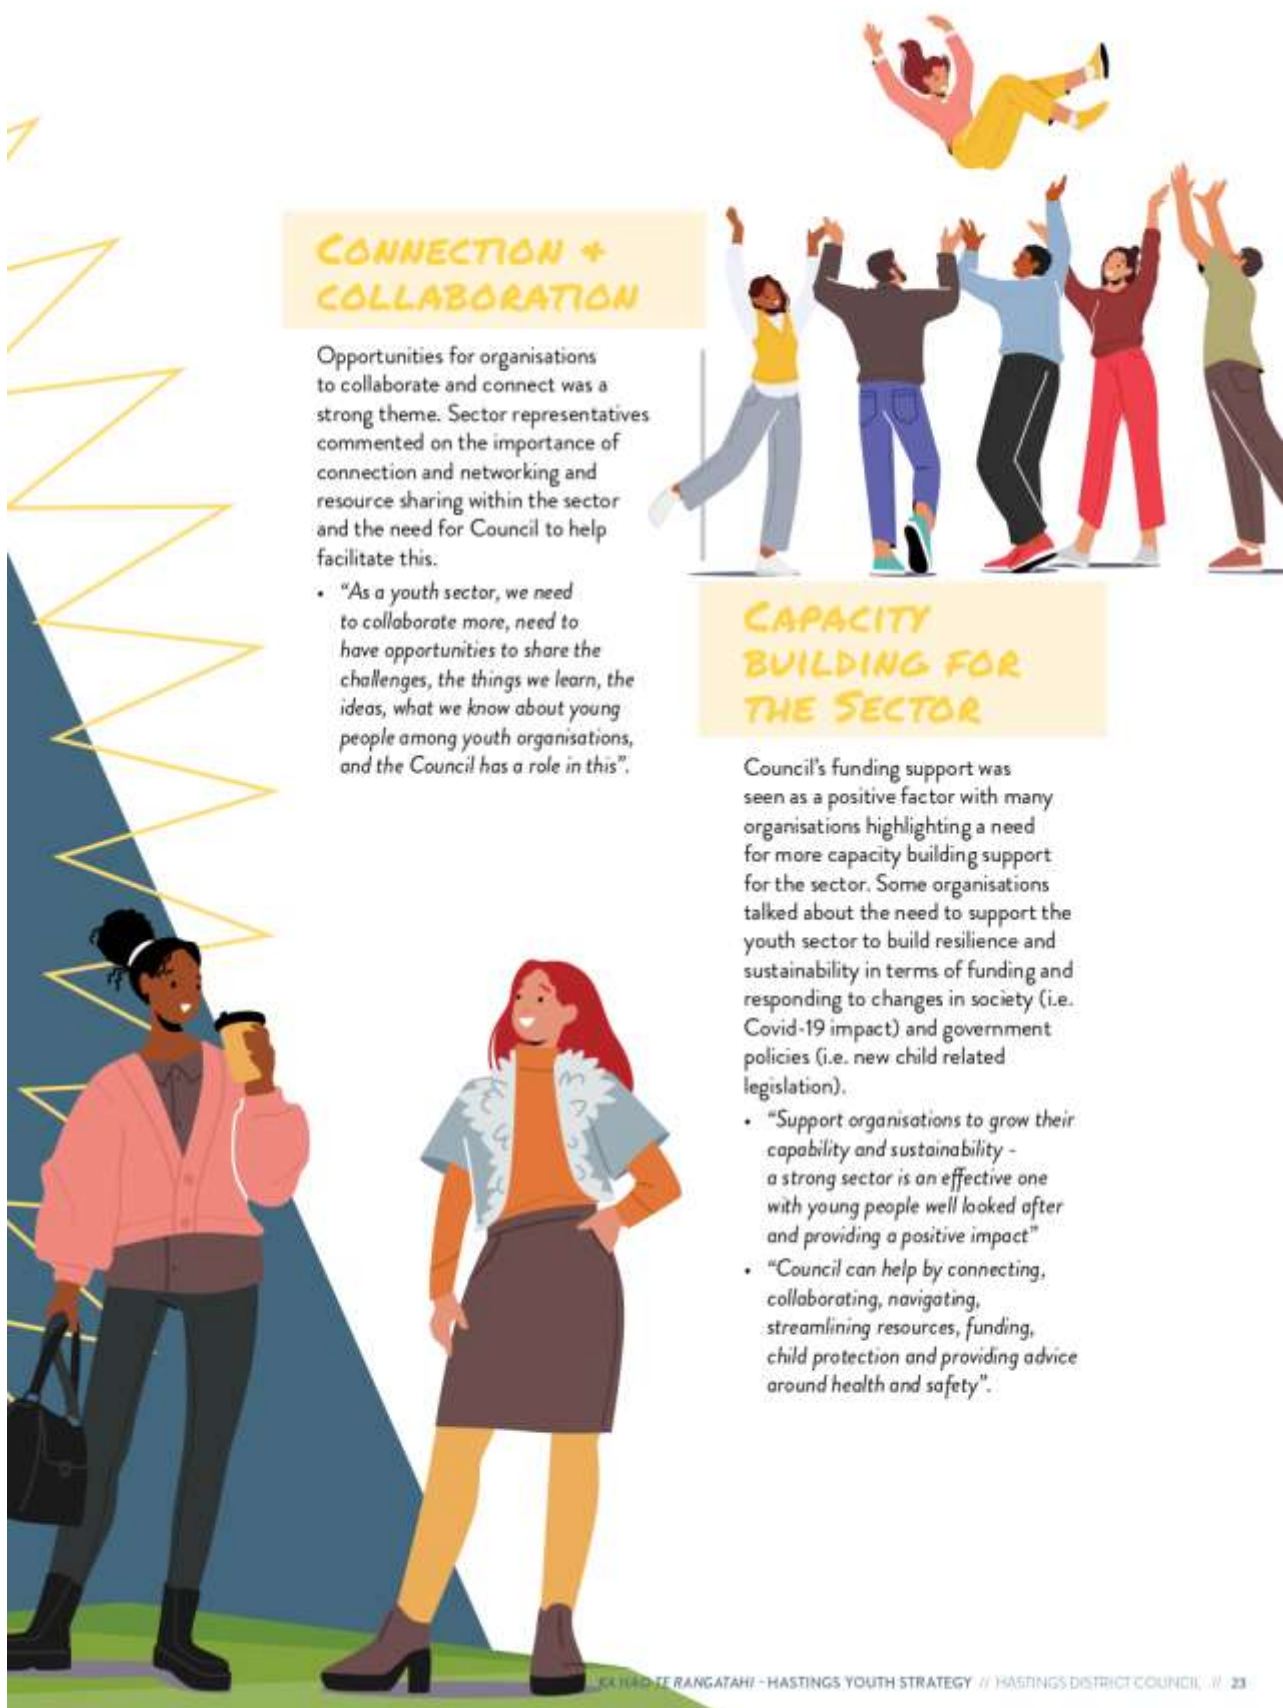 CONNECTION +
COLLABORATION
Opportunities for organisations
to collaborate and connect was a
strong theme. Sector representatives
commented on the importance of
connection and networking and
resource sharing within the sector
and the need for Council to help
facilitate this.
• “As a youth sector, we need
to collaborate more, need to
have opportunities to share the
challenges, the things we learn, the
ideas, what we know about young
people among youth organisations,
and the Council has a role in this”.
CAPACITY
BUILDING FOR
THE SECTOR
Council’s funding support was
seen as a positive factor with many
organisations highlighting a need
for more capacity building support
for the sector. Some organisations
talked about the need to support the
youth sector to build resilience and
sustainability in terms of funding and
responding to changes in society (i.e.
Covid-19 impact) and government
policies (i.e. new child related
legislation).
• “Support organisations to grow their
capability and sustainability -
a strong sector is an effective one
with young people well looked after
and providing a positive impact”
• “Council can help by connecting,
collaborating, navigating,
streamlining resources, funding,
child protection and providing advice
around health and safety”.
KA HAO TE RANGATAHI - HASTINGS YOUTH STRATEGY // HASTINGS DISTRICT COUNCIL // 23